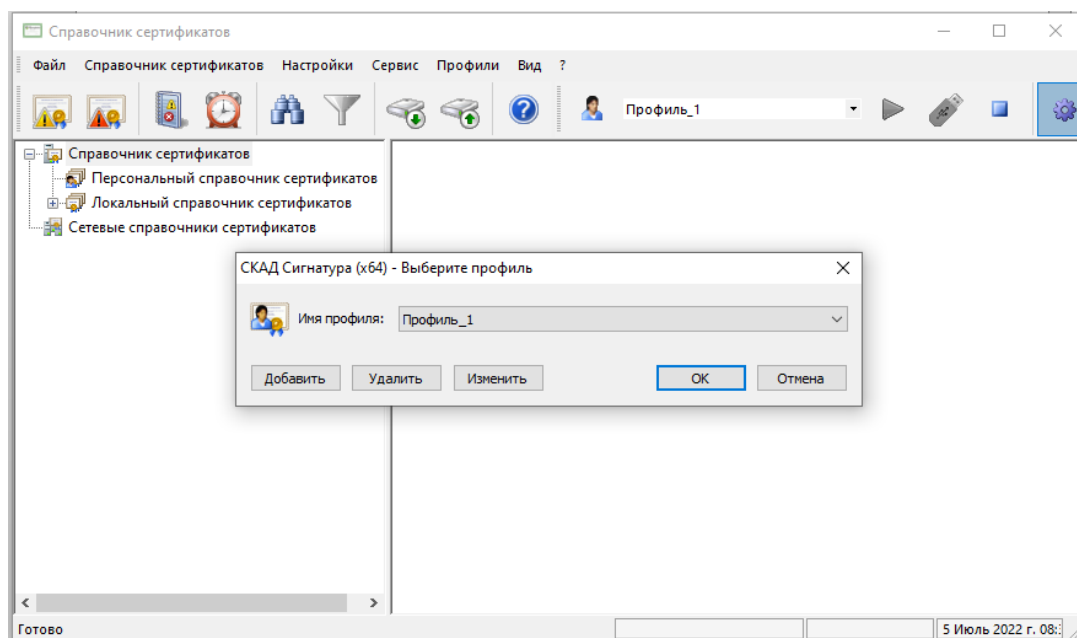 Справочник сертификатов
Файл Справочник сертификатов Настройки Сервис Профили Вид ?
Профиль_1
Справочник сертификатов
Персональный справочник сертификатов
Локальный справочник сертификатов
Сетевые справочники сертификатов
СКАД Сигнатура (x64) - Выберите профиль
Имя профиля: Профиль_1
Добавить Удалить Изменить ОК Отмена
Готово
5 Июль 2022 г. 08: